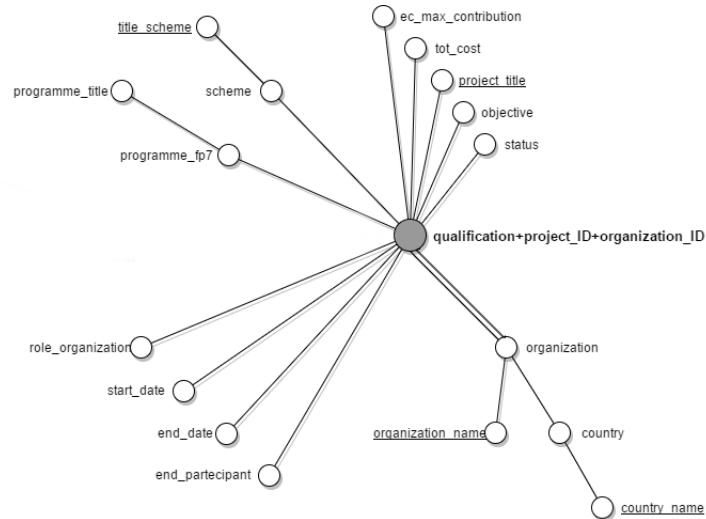 ec_max_contribution
title_scheme
tot_cost
project_title
programme_title
scheme
objective
status
programme_fp7
qualification+project_ID+organization_ID
role_organization
organization
start_date
end_date
organization_name
country
end_partecipant
country_name